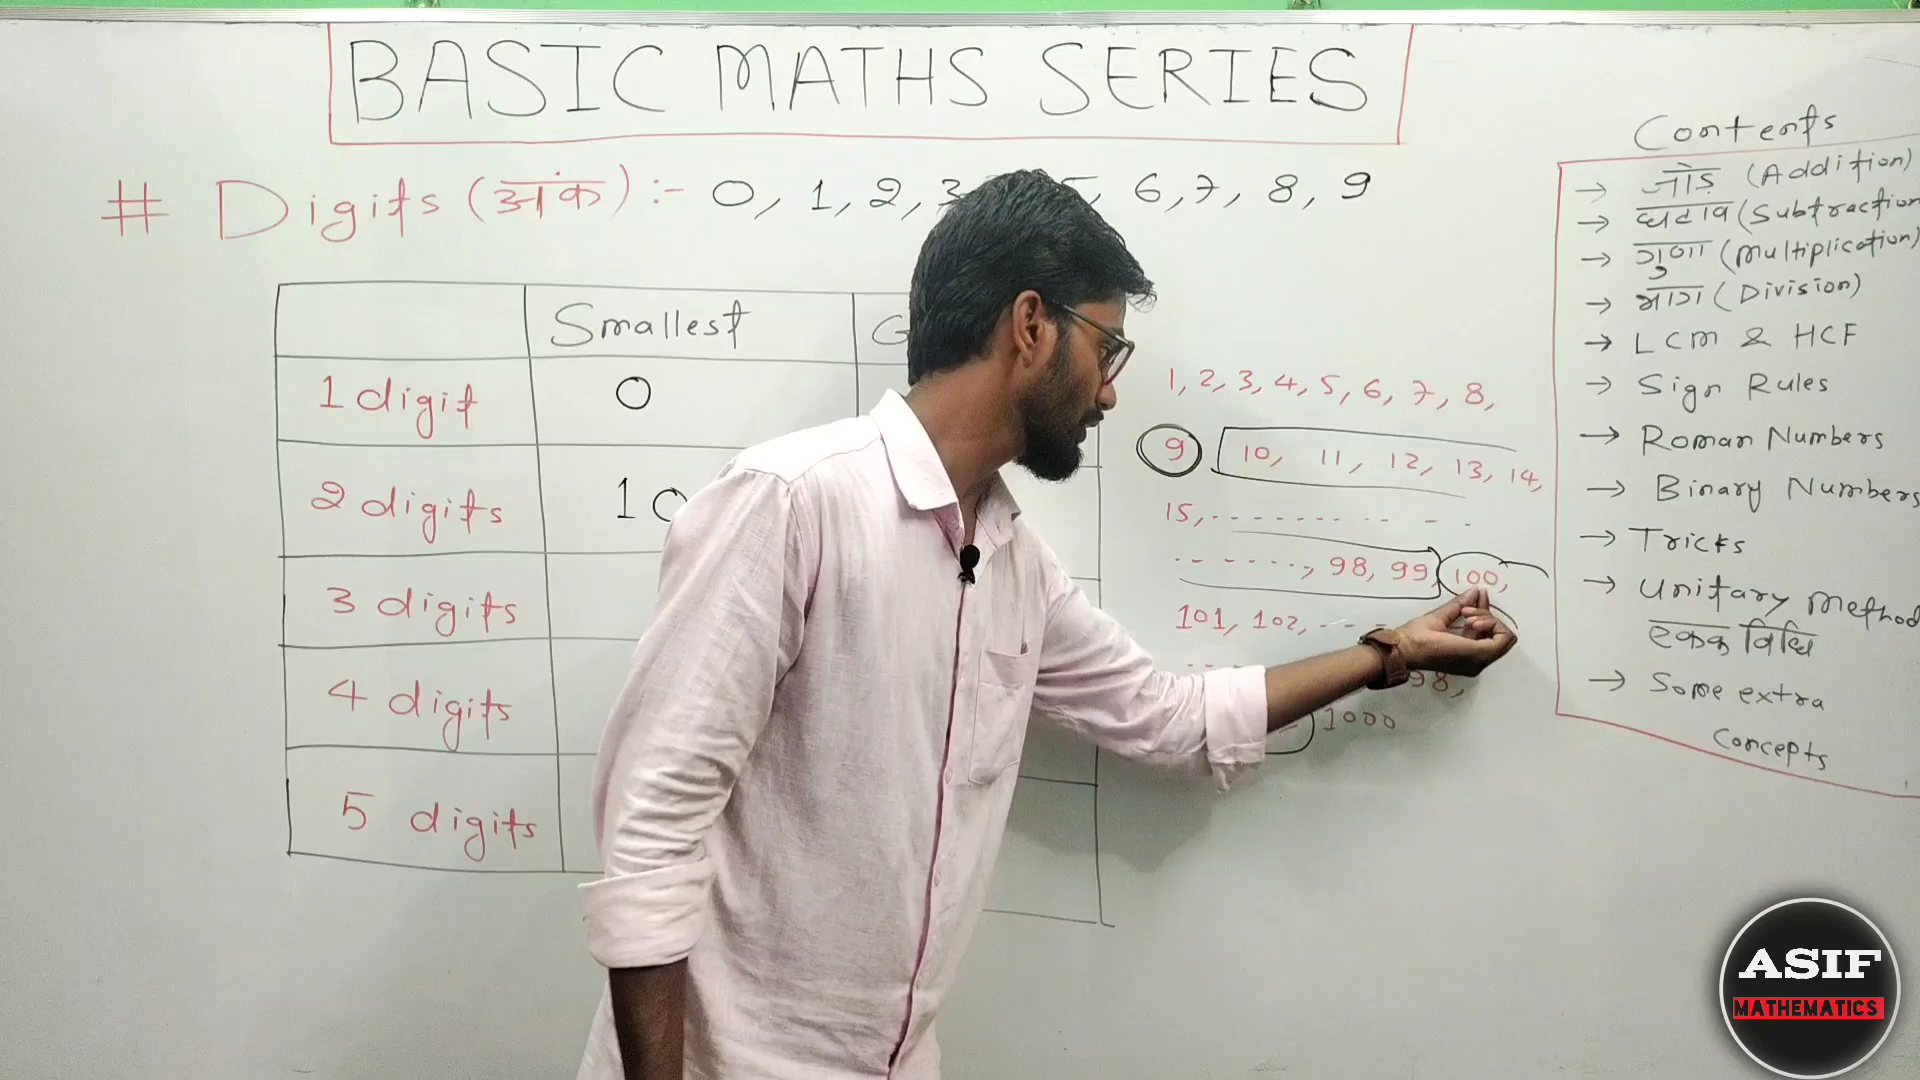 BASIC MATHS SERIES
# Digits (अंक) :- 0, 1, 2, 3 5, 6, 7, 8, 9
Smallest G
1 digit 0
2 digits 10
3 digits
4 digits
5 digits
1, 2, 3, 4, 5, 6, 7, 8,
9 10, 11, 12, 13, 14,
15, - - - - - - - - - -
- - - - - -, 98, 99, 100,
101, 102, - - - -
- - - 98,
1000
Contents
→ जोड़ (Addition)
→ घटाव (Subtraction
→ गुणा (Multiplication)
→ भाग (Division)
→ LCM & HCF
→ Sign Rules
→ Roman Numbers
→ Binary Numbers
→ Tricks
→ Unitary Method
एकक विधि
→ Some extra
concepts
ASIF
MATHEMATICS